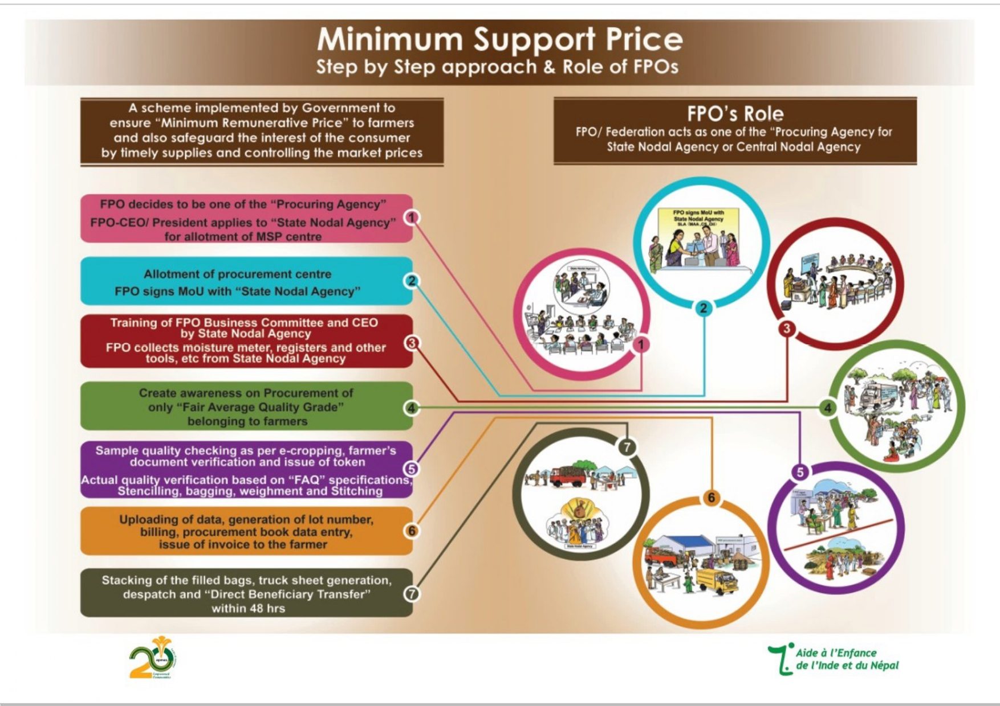 Minimum Support Price
Step by Step approach & Role of FPOs
A scheme implemented by Government to
ensure “Minimum Remunerative Price” to farmers
and also safeguard the interest of the consumer
by timely supplies and controlling the market prices
FPO’s Role
FPO/ Federation acts as one of the “Procuring Agency for
State Nodal Agency or Central Nodal Agency
FPO decides to be one of the “Procuring Agency”
FPO-CEO/ President applies to “State Nodal Agency”
for allotment of MSP centre
1
Allotment of procurement centre
FPO signs MoU with “State Nodal Agency”
2
Training of FPO Business Committee and CEO
by State Nodal Agency
FPO collects moisture meter, registers and other
tools, etc from State Nodal Agency
3
Create awareness on Procurement of
only “Fair Average Quality Grade”
belonging to farmers
4
Sample quality checking as per e-cropping, farmer’s
document verification and issue of token
Actual quality verification based on “FAQ” specifications,
Stencilling, bagging, weighment and Stitching
5
Uploading of data, generation of lot number,
billing, procurement book data entry,
issue of invoice to the farmer
6
Stacking of the filled bags, truck sheet generation,
despatch and “Direct Beneficiary Transfer”
within 48 hrs
7
State Nodal Agency
1
FPO signs MoU with
State Nodal Agency
2
3
4
5
6
7
State Nodal Agency
20
apmas
Empowered
Communities
Aide à l’Enfance
de l’Inde et du Népal